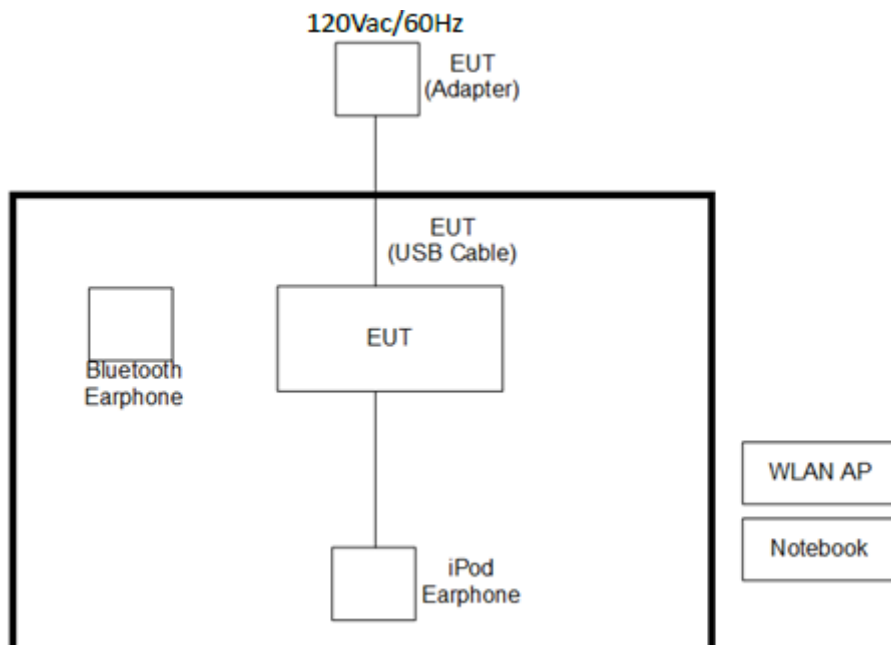 120Vac/60Hz
EUT
(Adapter)
EUT
(USB Cable)
EUT
Bluetooth
Earphone
WLAN AP
Notebook
iPod
Earphone